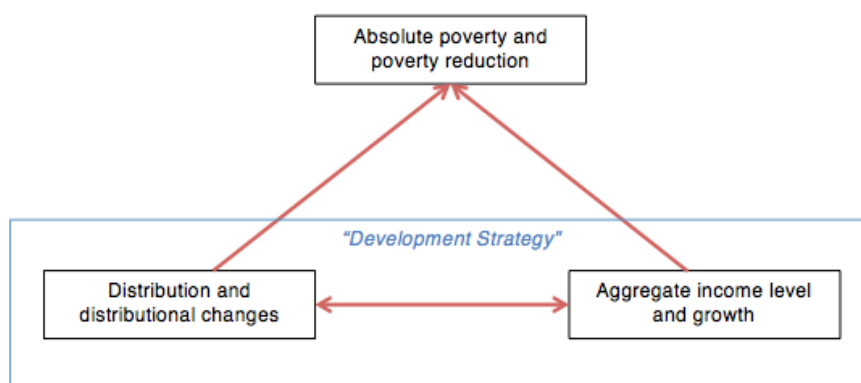 Absolute poverty and
poverty reduction
"Development Strategy"
Distribution and
distributional changes
Aggregate income level
and growth